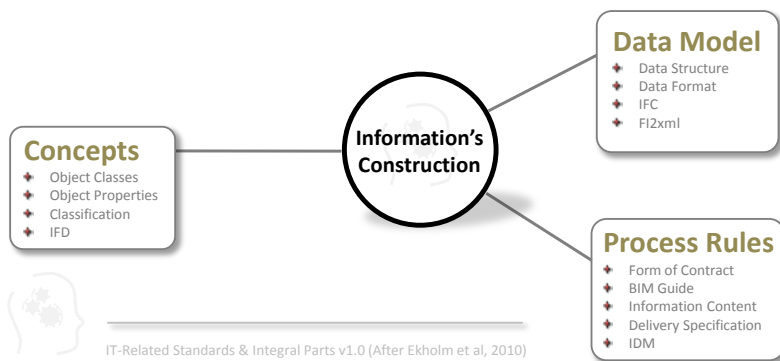 Data Model
Data Structure
Data Format
IFC
FI2xml
Information's
Construction
Concepts
Object Classes
Object Properties
Classification
IFD
Process Rules
Form of Contract
BIM Guide
Information Content
Delivery Specification
IDM
IT-Related Standards & Integral Parts v1.0 (After Ekholm et al, 2010)